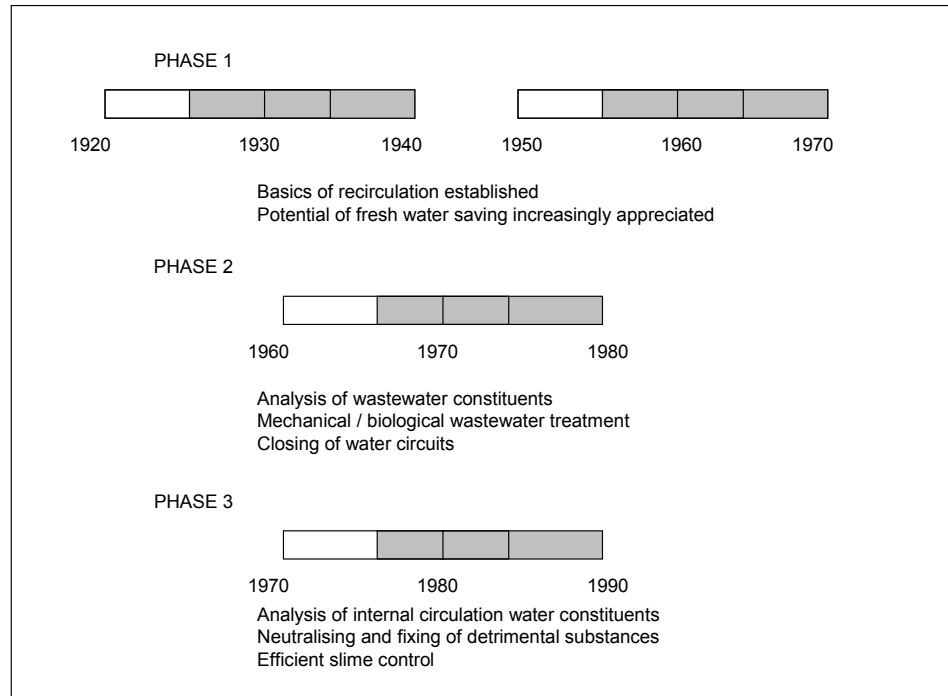 PHASE 1
1920 1930 1940 1950 1960 1970
Basics of recirculation established
Potential of fresh water saving increasingly appreciated
PHASE 2
1960 1970 1980
Analysis of wastewater constituents
Mechanical / biological wastewater treatment
Closing of water circuits
PHASE 3
1970 1980 1990
Analysis of internal circulation water constituents
Neutralising and fixing of detrimental substances
Efficient slime control